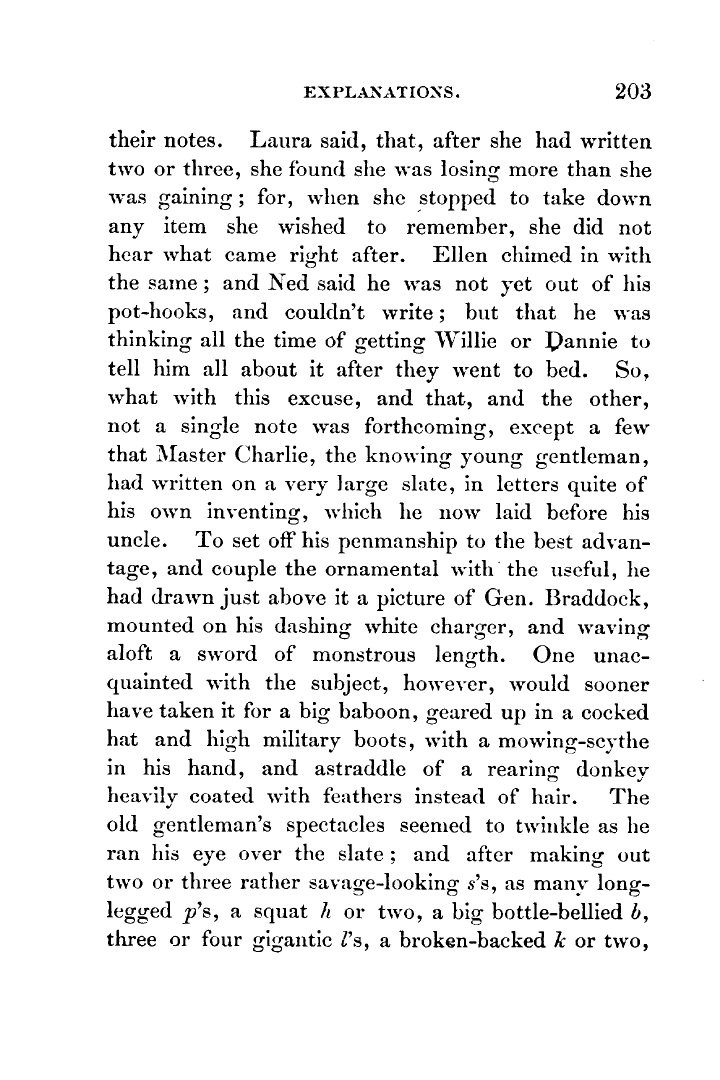 EXPLANATIONS. 203
their notes. Laura said, that, after she had written
two or three, she found she was losing more than she
was gaining; for, when she stopped to take down
any item she wished to remember, she did not
hear what came right after. Ellen chimed in with
the same; and Ned said he was not yet out of his
pot-hooks, and couldn't write; but that he was
thinking all the time of getting Willie or Dannie to
tell him all about it after they went to bed. So,
what with this excuse, and that, and the other,
not a single note was forthcoming, except a few
that Master Charlie, the knowing young gentleman,
had written on a very large slate, in letters quite of
his own inventing, which he now laid before his
uncle. To set off his penmanship to the best advan-
tage, and couple the ornamental with the useful, he
had drawn just above it a picture of Gen. Braddock,
mounted on his dashing white charger, and waving
aloft a sword of monstrous length. One unac-
quainted with the subject, however, would sooner
have taken it for a big baboon, geared up in a cocked
hat and high military boots, with a mowing-scythe
in his hand, and astraddle of a rearing donkey
heavily coated with feathers instead of hair. The
old gentleman's spectacles seemed to twinkle as he
ran his eye over the slate; and after making out
two or three rather savage-looking s's, as many long-
legged p's, a squat h or two, a big bottle-bellied b,
three or four gigantic l's, a broken-backed k or two,